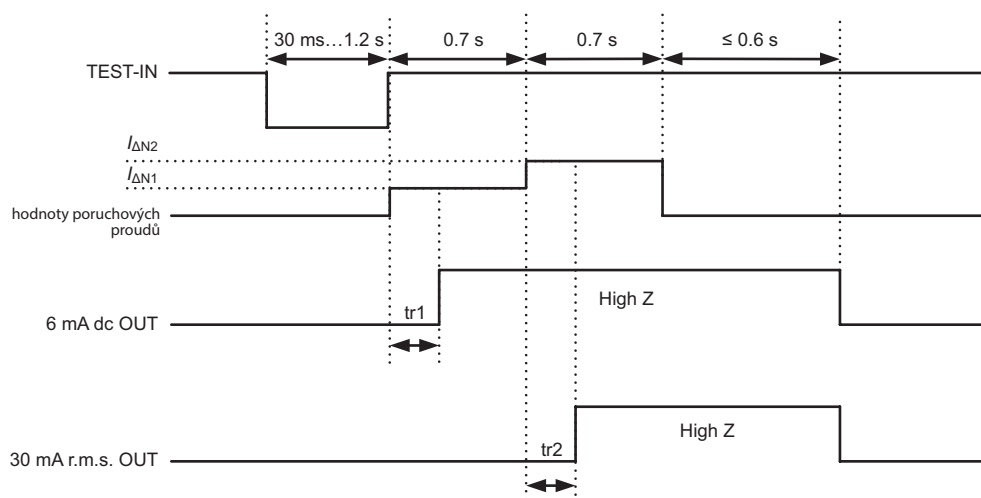 30 ms...1.2 s 0.7 s 0.7 s ≤ 0.6 s
TEST-IN
IΔN2
IΔN1
hodnoty poruchových
proudů
High Z
tr1
6 mA dc OUT
High Z
tr2
30 mA r.m.s. OUT